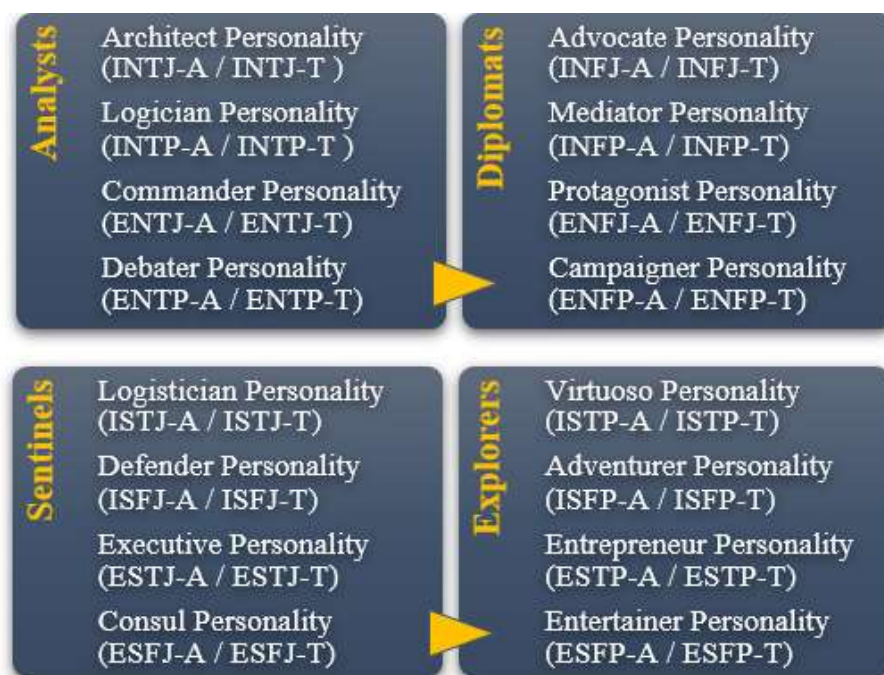 Analysts
Architect Personality
(INTJ-A / INTJ-T )
Logician Personality
(INTP-A / INTP-T )
Commander Personality
(ENTJ-A / ENTJ-T)
Debater Personality
(ENTP-A / ENTP-T)
Diplomats
Advocate Personality
(INFJ-A / INFJ-T)
Mediator Personality
(INFP-A / INFP-T)
Protagonist Personality
(ENFJ-A / ENFJ-T)
Campaigner Personality
(ENFP-A / ENFP-T)
Sentinels
Logistician Personality
(ISTJ-A / ISTJ-T)
Defender Personality
(ISFJ-A / ISFJ-T)
Executive Personality
(ESTJ-A / ESTJ-T)
Consul Personality
(ESFJ-A / ESFJ-T)
Explorers
Virtuoso Personality
(ISTP-A / ISTP-T)
Adventurer Personality
(ISFP-A / ISFP-T)
Entrepreneur Personality
(ESTP-A / ESTP-T)
Entertainer Personality
(ESFP-A / ESFP-T)